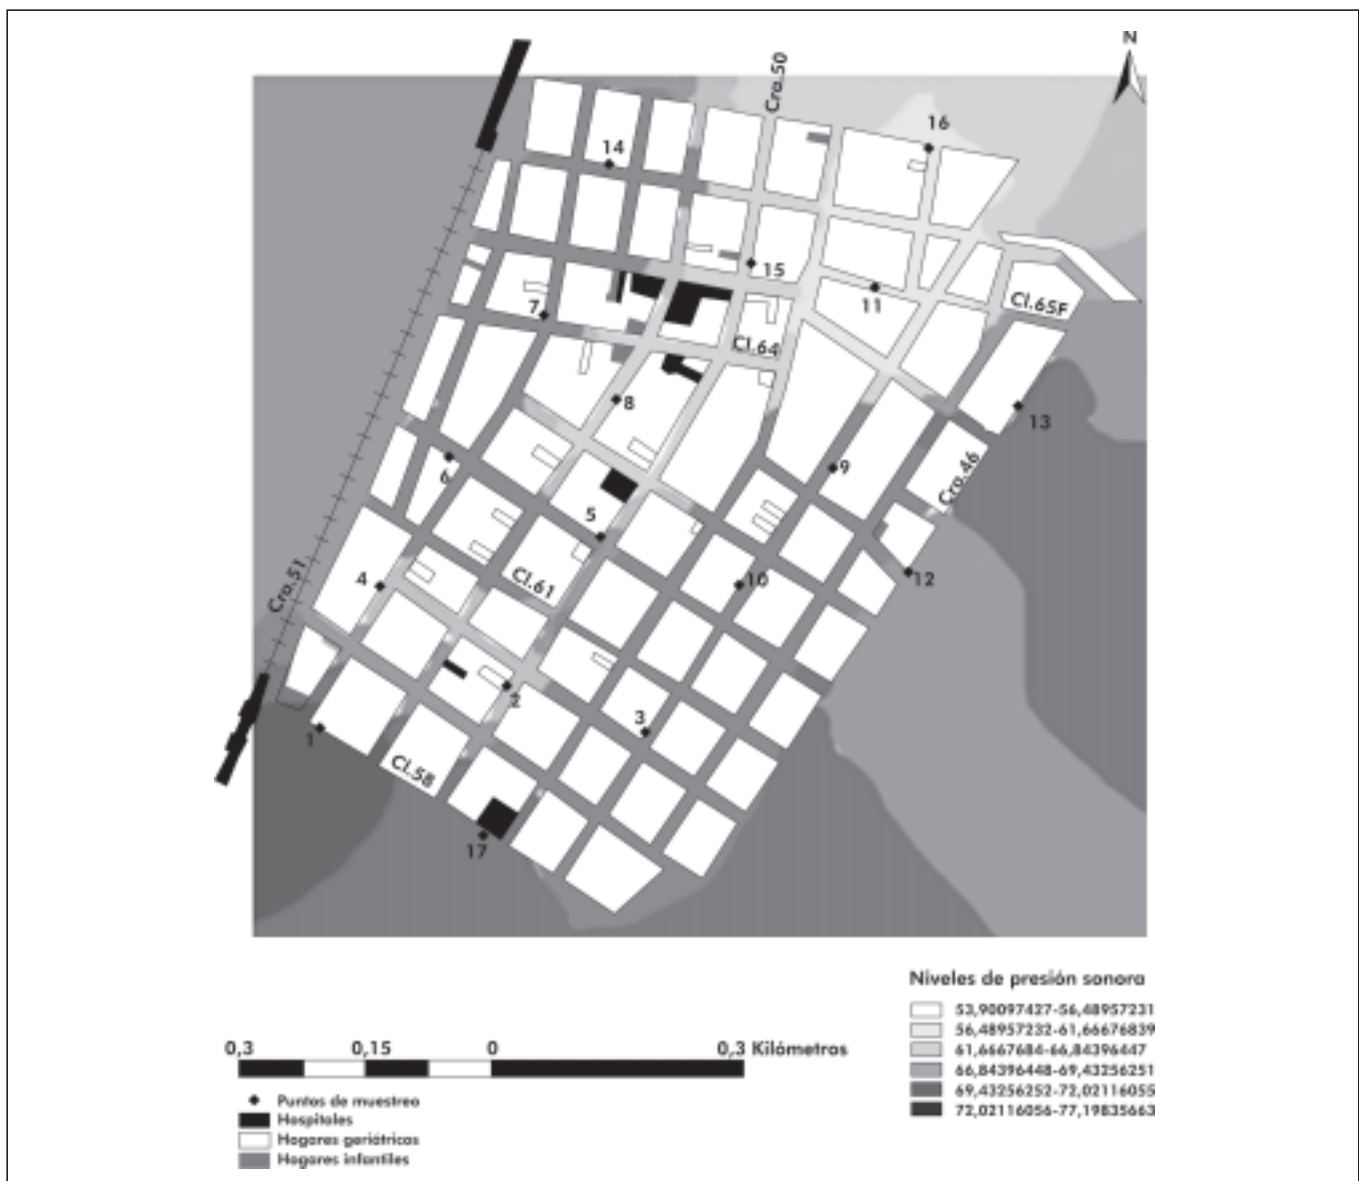 N
Cra.50
16
14
15
11
Cl.65F
7
Cl.64
8
13
9
Cra.46
6
5
Cra.51
4
Cl.61
10
12
2
3
1
Cl.58
17
Niveles de presión sonora
53,90097427-56,48957231
56,48957232-61,66676839
61,6667684-66,84396447
66,84396448-69,43256251
69,43256252-72,02116055
72,02116056-77,19835663
0,3 0,15 0 0,3 Kilómetros
Puntos de muestreo
Hospitales
Hogares geriátricos
Hogares infantiles